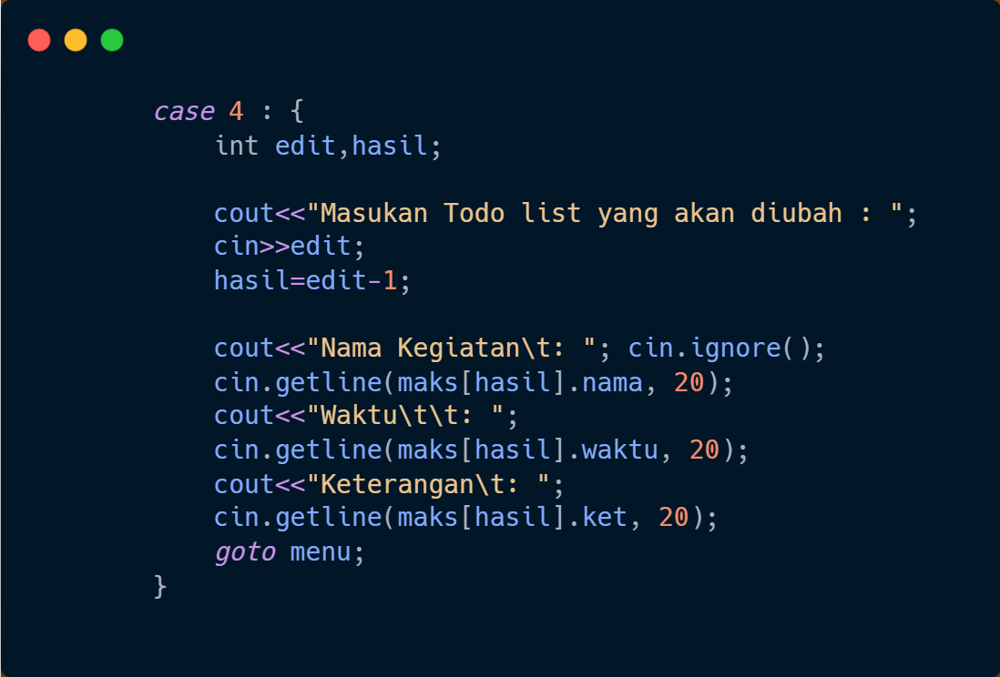 case 4 : {
int edit,hasil;
cout<<"Masukan Todo list yang akan diubah : ";
cin>>edit;
hasil=edit-1;
cout<<"Nama Kegiatan\t: "; cin.ignore();
cin.getline(maks[hasil].nama, 20);
cout<<"Waktu\t\t: ";
cin.getline(maks[hasil].waktu, 20);
cout<<"Keterangan\t: ";
cin.getline(maks[hasil].ket, 20);
goto menu;
}